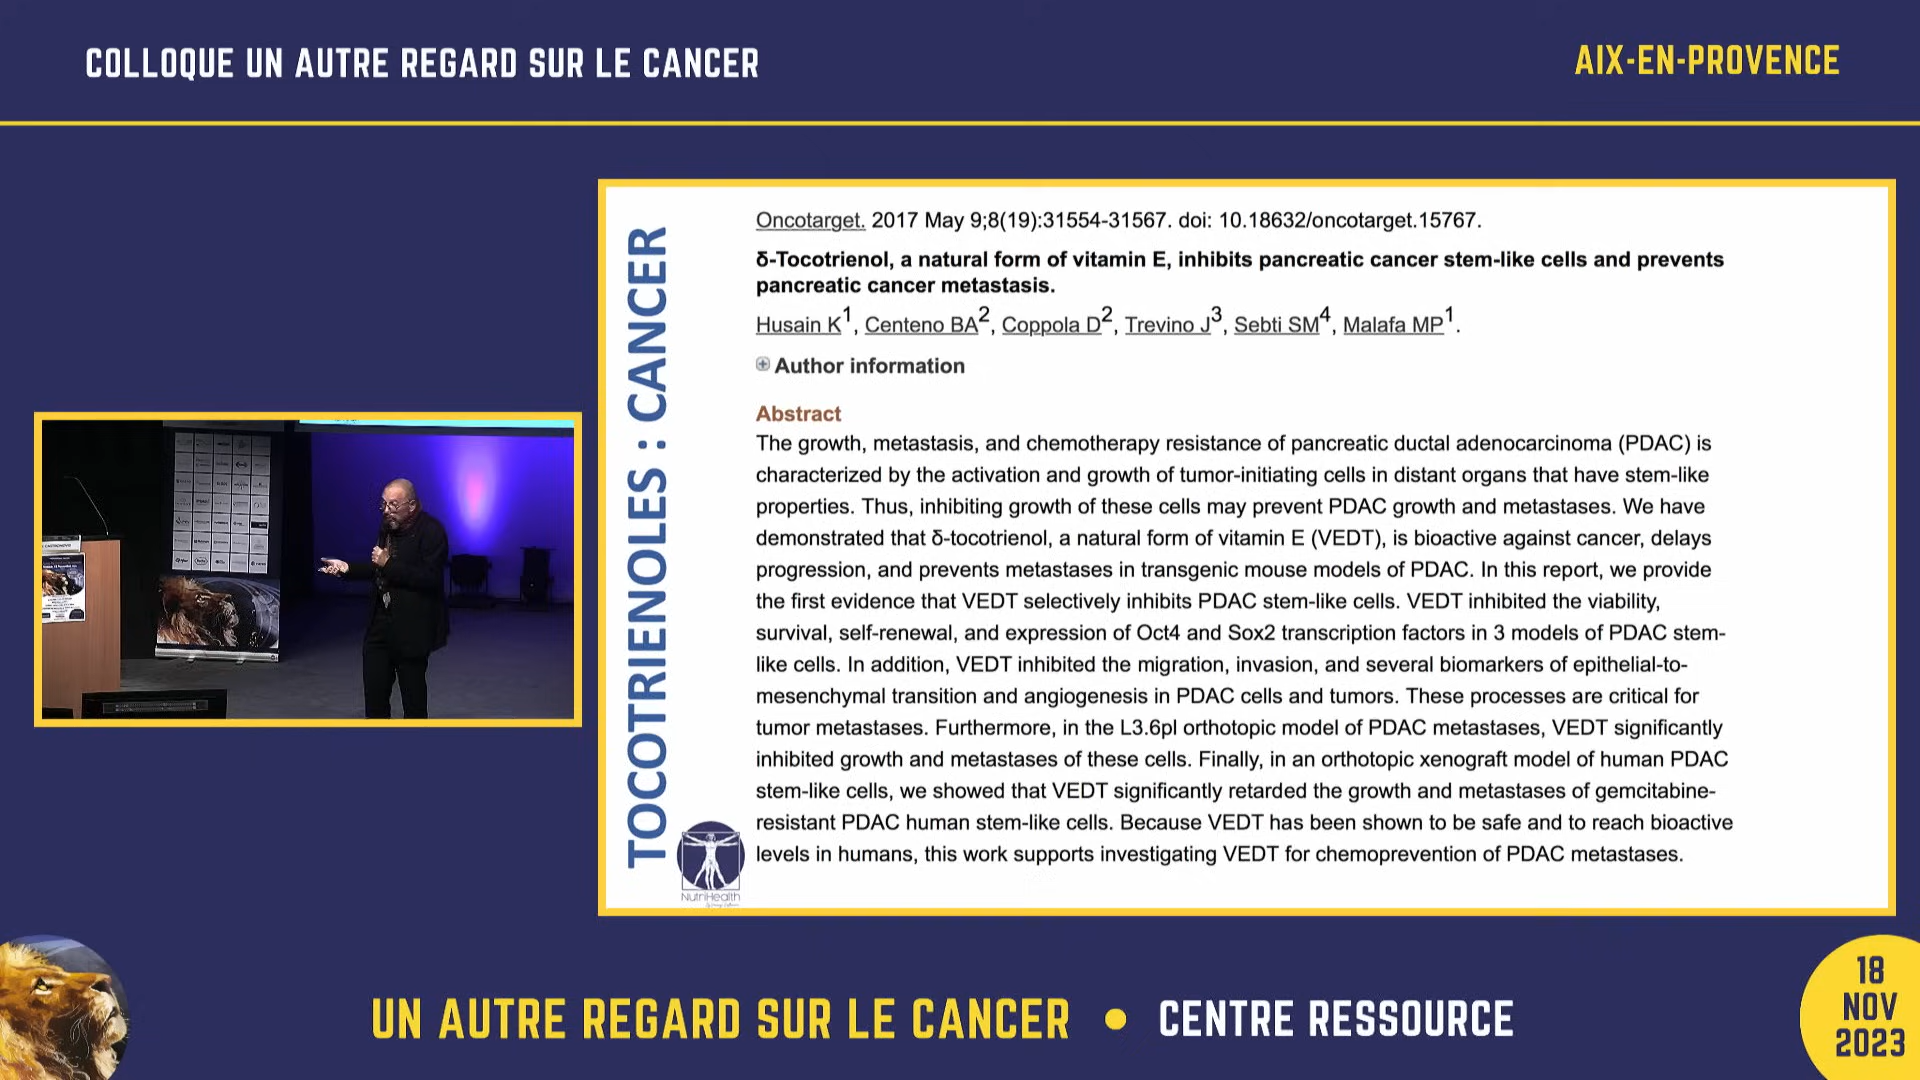 COLLOQUE UN AUTRE REGARD SUR LE CANCER
AIX-EN-PROVENCE
TOCOTRIENOLES : CANCER
Oncotarget. 2017 May 9;8(19):31554-31567. doi: 10.18632/oncotarget.15767.
δ-Tocotrienol, a natural form of vitamin E, inhibits pancreatic cancer stem-like cells and prevents
pancreatic cancer metastasis.
Husain K1, Centeno BA2, Coppola D2, Trevino J3, Sebti SM4, Malafa MP1.
Author information
Abstract
The growth, metastasis, and chemotherapy resistance of pancreatic ductal adenocarcinoma (PDAC) is
characterized by the activation and growth of tumor-initiating cells in distant organs that have stem-like
properties. Thus, inhibiting growth of these cells may prevent PDAC growth and metastases. We have
demonstrated that δ-tocotrienol, a natural form of vitamin E (VEDT), is bioactive against cancer, delays
progression, and prevents metastases in transgenic mouse models of PDAC. In this report, we provide
the first evidence that VEDT selectively inhibits PDAC stem-like cells. VEDT inhibited the viability,
survival, self-renewal, and expression of Oct4 and Sox2 transcription factors in 3 models of PDAC stem-
like cells. In addition, VEDT inhibited the migration, invasion, and several biomarkers of epithelial-to-
mesenchymal transition and angiogenesis in PDAC cells and tumors. These processes are critical for
tumor metastases. Furthermore, in the L3.6pl orthotopic model of PDAC metastases, VEDT significantly
inhibited growth and metastases of these cells. Finally, in an orthotopic xenograft model of human PDAC
stem-like cells, we showed that VEDT significantly retarded the growth and metastases of gemcitabine-
resistant PDAC human stem-like cells. Because VEDT has been shown to be safe and to reach bioactive
levels in humans, this work supports investigating VEDT for chemoprevention of PDAC metastases.
NutriHealth
UN AUTRE REGARD SUR LE CANCER • CENTRE RESSOURCE
18
NOV
2023